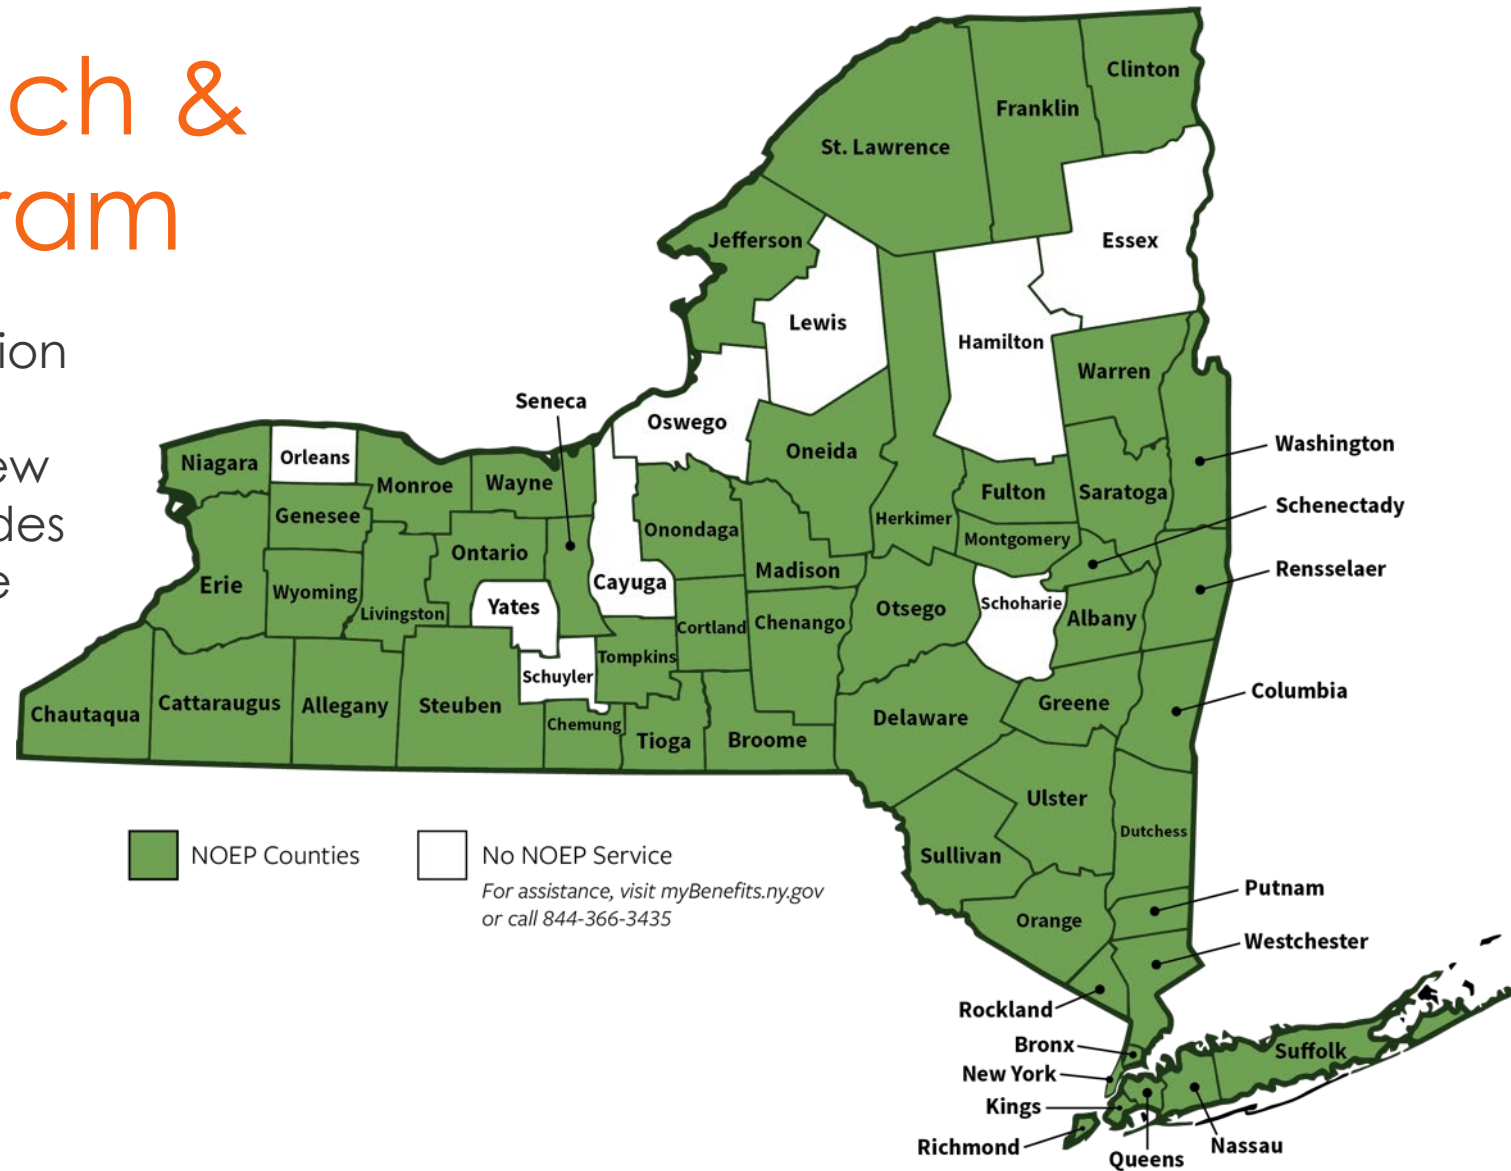 ch &
ram
ion
ew
des
e
Clinton
Franklin
St. Lawrence
Essex
Jefferson
Lewis
Hamilton
Warren
Seneca
Oswego
Oneida
Washington
Niagara
Orleans
Monroe
Wayne
Fulton
Saratoga
Schenectady
Genesee
Onondaga
Herkimer
Montgomery
Ontario
Rensselaer
Erie
Wyoming
Livingston
Yates
Cayuga
Madison
Otsego
Schoharie
Albany
Cortland
Chenango
Tompkins
Schuyler
Columbia
Chautaqua
Cattaraugus
Allegany
Steuben
Chemung
Tioga
Broome
Delaware
Greene
Ulster
Dutchess
NOEP Counties
No NOEP Service
For assistance, visit myBenefits.ny.gov
or call 844-366-3435
Sullivan
Putnam
Orange
Westchester
Rockland
Bronx
Suffolk
New York
Kings
Richmond
Queens
Nassau